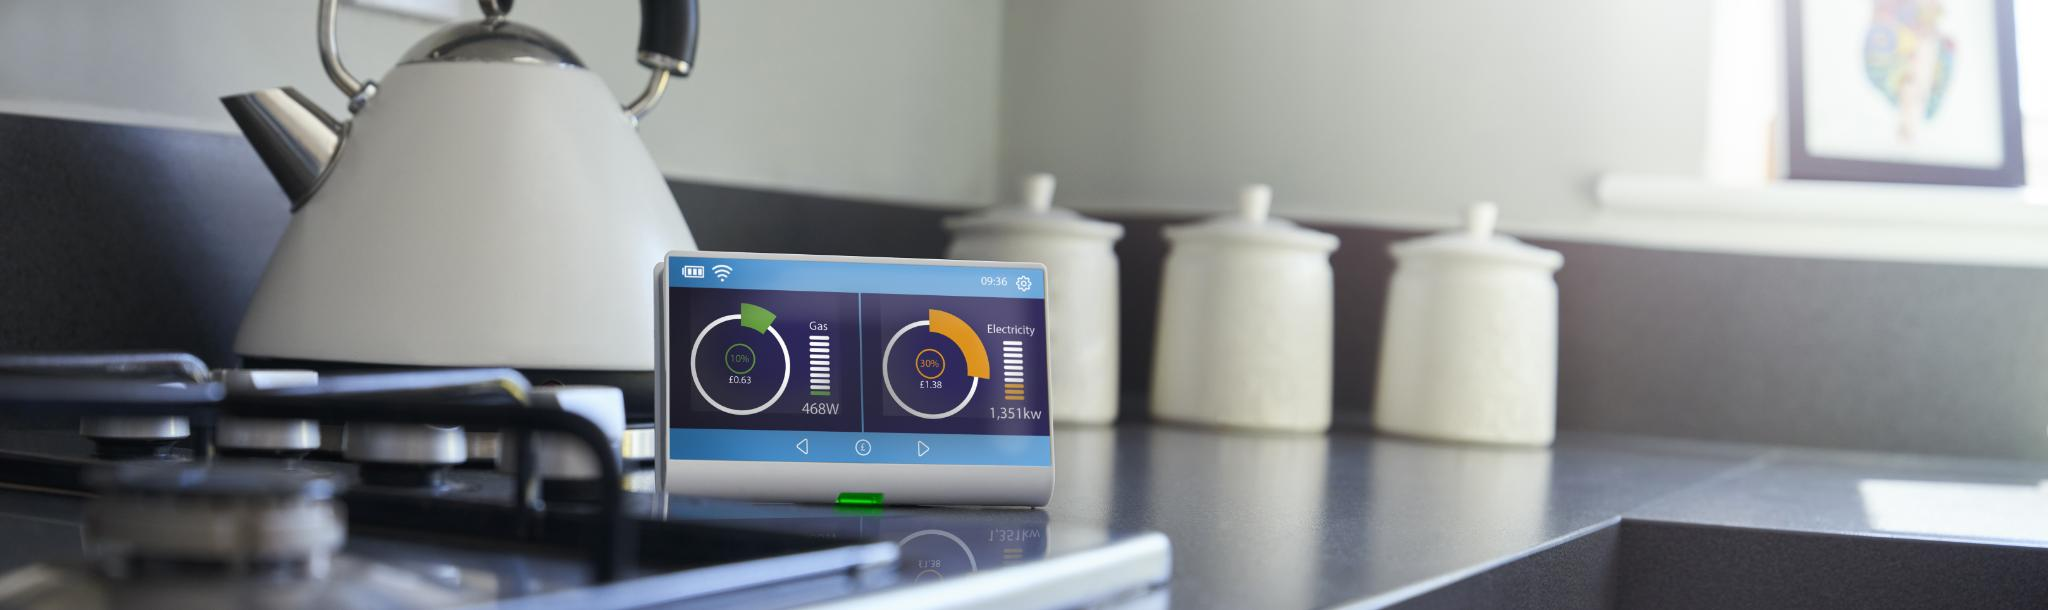 09:36
Gas
10%
£0.63
468W
Electricity
30%
£1.38
1,351kw
£